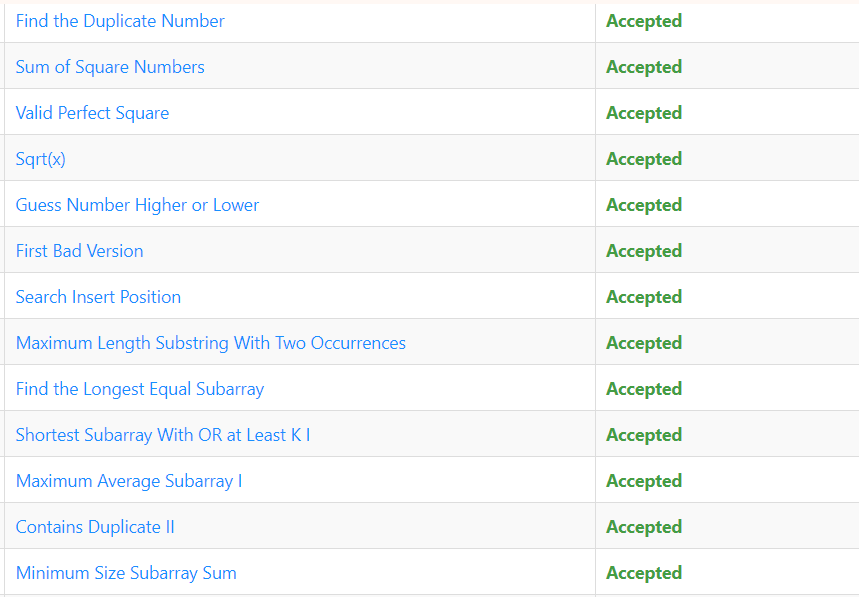 Find the Duplicate Number Accepted
Sum of Square Numbers Accepted
Valid Perfect Square Accepted
Sqrt(x) Accepted
Guess Number Higher or Lower Accepted
First Bad Version Accepted
Search Insert Position Accepted
Maximum Length Substring With Two Occurrences Accepted
Find the Longest Equal Subarray Accepted
Shortest Subarray With OR at Least K I Accepted
Maximum Average Subarray I Accepted
Contains Duplicate II Accepted
Minimum Size Subarray Sum Accepted